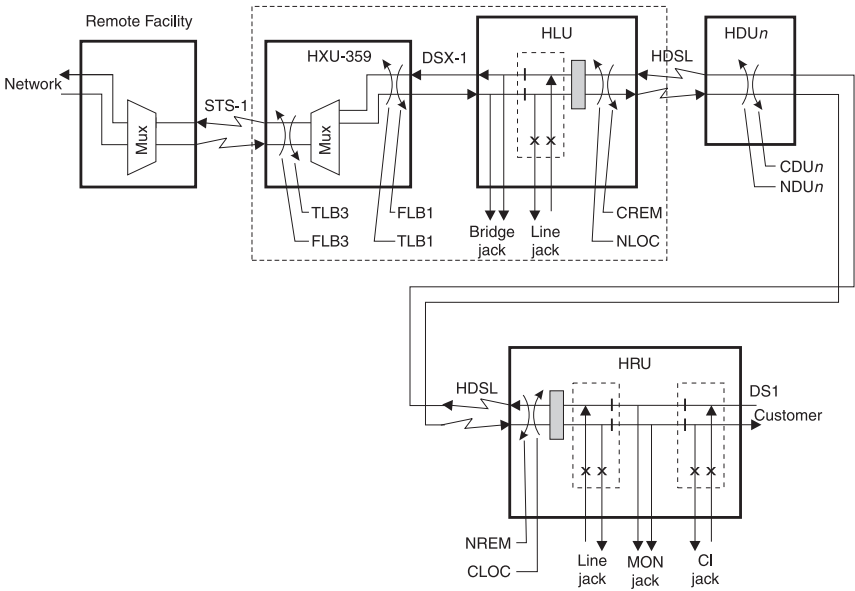 Remote Facility
Network
Mux
STS-1
HXU-359
Mux
TLB3
FLB3
FLB1
TLB1
DSX-1
HLU
Bridge
jack
Line
jack
CREM
NLOC
HDSL
HDUn
CDUn
NDUn
HRU
HDSL
DS1
Customer
NREM
CLOC
Line
jack
MON
jack
CI
jack